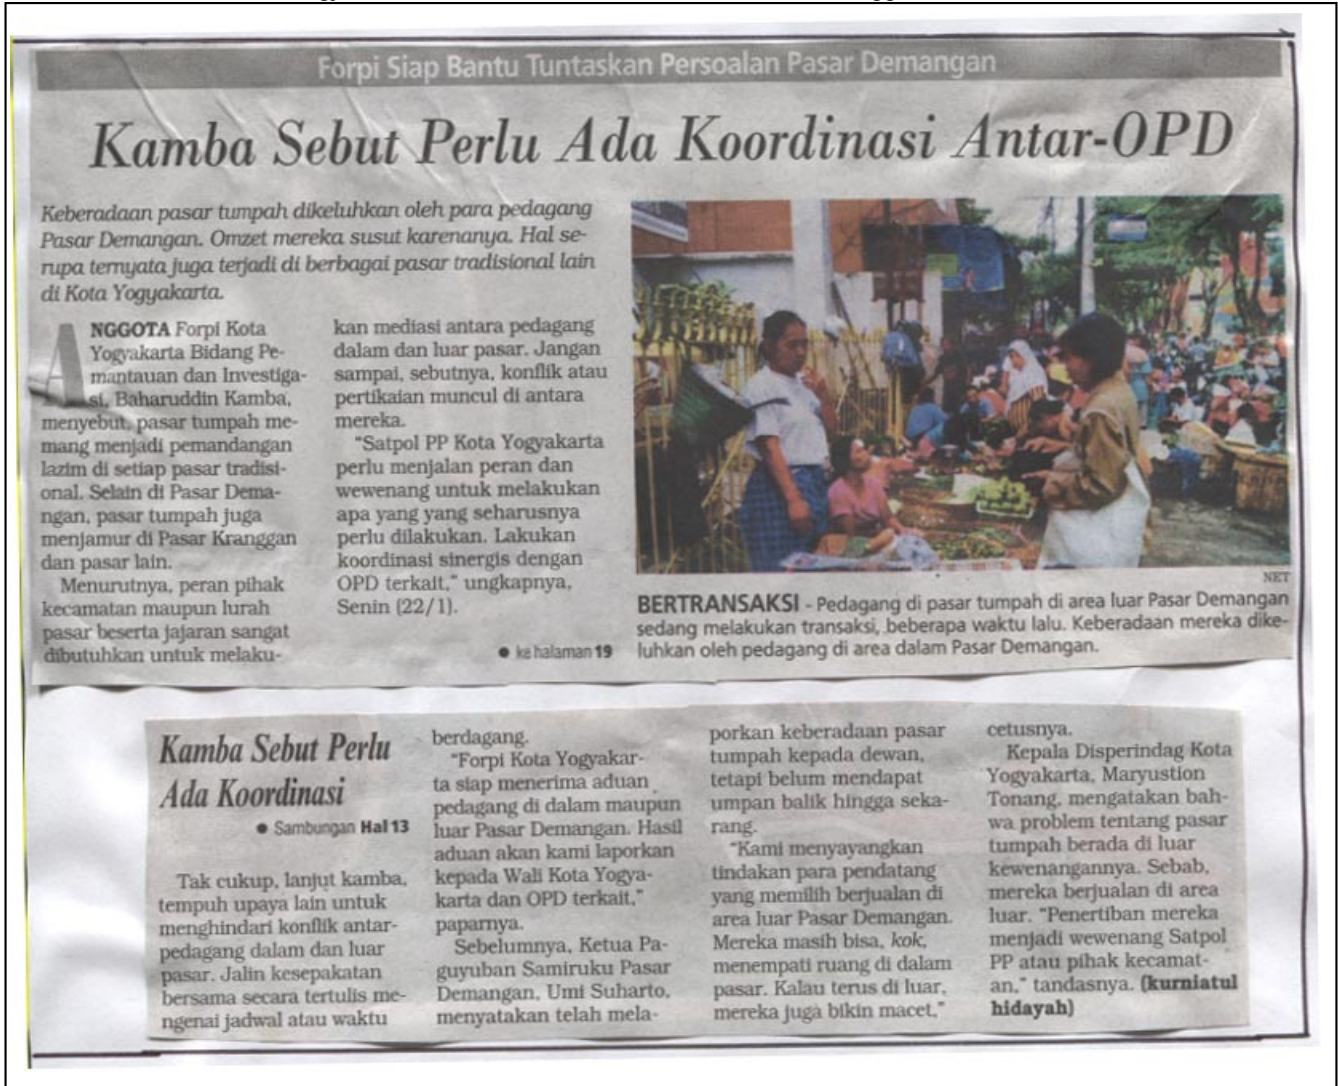 Forpi Siap Bantu Tuntaskan Persoalan Pasar Demangan
Kamba Sebut Perlu Ada Koordinasi Antar-OPD
Keberadaan pasar tumpah dikeluhkan oleh para pedagang
Pasar Demangan. Omzet mereka susut karenanya. Hal se-
rupa ternyata juga terjadi di berbagai pasar tradisional lain
di Kota Yogyakarta.
ANGGOTA Forpi Kota
Yogyakarta Bidang Pe-
mantauan dan Investiga-
si, Baharuddin Kamba,
menyebut, pasar tumpah me-
mang menjadi pemandangan
lazim di setiap pasar tradisi-
onal. Selain di Pasar Dema-
ngan, pasar tumpah juga
menjamur di Pasar Kranggan
dan pasar lain.
Menurutnya, peran pihak
kecamatan maupun lurah
pasar beserta jajaran sangat
dibutuhkan untuk melaku-
kan mediasi antara pedagang
dalam dan luar pasar. Jangan
sampai, sebutnya, konflik atau
pertikaian muncul di antara
mereka.
"Satpol PP Kota Yogyakarta
perlu menjalan peran dan
wewenang untuk melakukan
apa yang yang seharusnya
perlu dilakukan. Lakukan
koordinasi sinergis dengan
OPD terkait," ungkapnya,
Senin (22/1).
● ke halaman 19
NET
BERTRANSAKSI - Pedagang di pasar tumpah di area luar Pasar Demangan
sedang melakukan transaksi, beberapa waktu lalu. Keberadaan mereka dike-
luhkan oleh pedagang di area dalam Pasar Demangan.
Kamba Sebut Perlu
Ada Koordinasi
● Sambungan Hal 13
Tak cukup, lanjut kamba,
tempuh upaya lain untuk
menghindari konflik antar-
pedagang dalam dan luar
pasar. Jalin kesepakatan
bersama secara tertulis me-
ngenai jadwal atau waktu
berdagang.
"Forpi Kota Yogyakar-
ta siap menerima aduan
pedagang di dalam maupun
luar Pasar Demangan. Hasil
aduan akan kami laporkan
kepada Wali Kota Yogya-
karta dan OPD terkait,"
paparnya.
Sebelumnya, Ketua Pa-
guyuban Samiruku Pasar
Demangan, Umi Suharto,
menyatakan telah mela-
porkan keberadaan pasar
tumpah kepada dewan,
tetapi belum mendapat
umpan balik hingga seka-
rang.
"Kami menyayangkan
tindakan para pendatang
yang memilih berjualan di
area luar Pasar Demangan.
Mereka masih bisa, kok,
menempati ruang di dalam
pasar. Kalau terus di luar,
mereka juga bikin macet,"
cetusnya.
Kepala Disperindag Kota
Yogyakarta, Maryustion
Tonang, mengatakan bah-
wa problem tentang pasar
tumpah berada di luar
kewenangannya. Sebab,
mereka berjualan di area
luar. "Penertiban mereka
menjadi wewenang Satpol
PP atau pihak kecamat-
an," tandasnya. (kurniatul
hidayah)